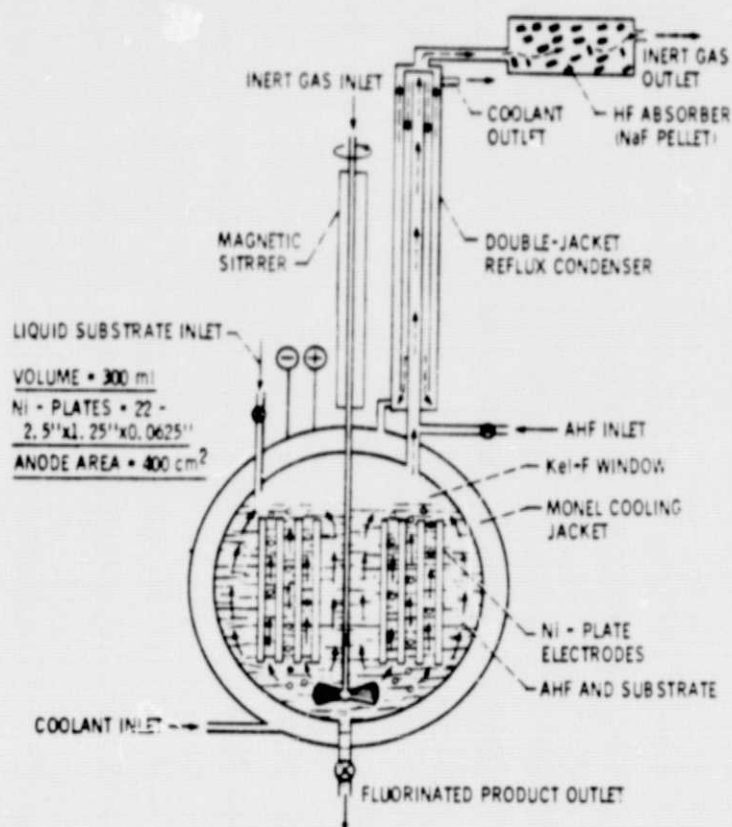 INERT GAS INLET
INERT GAS
OUTLET
COOLANT
OUTLET
HF ABSORBER
(NaF PELLET)
MAGNETIC
SITRRER
DOUBLE-JACKET
REFLUX CONDENSER
LIQUID SUBSTRATE INLET
− +
VOLUME = 300 ml
Ni - PLATES = 22 -
2.5"x1.25"x0.0625"
ANODE AREA = 400 cm²
AHF INLET
Kel-F WINDOW
MONEL COOLING
JACKET
Ni - PLATE
ELECTRODES
AHF AND SUBSTRATE
COOLANT INLET
FLUORINATED PRODUCT OUTLET